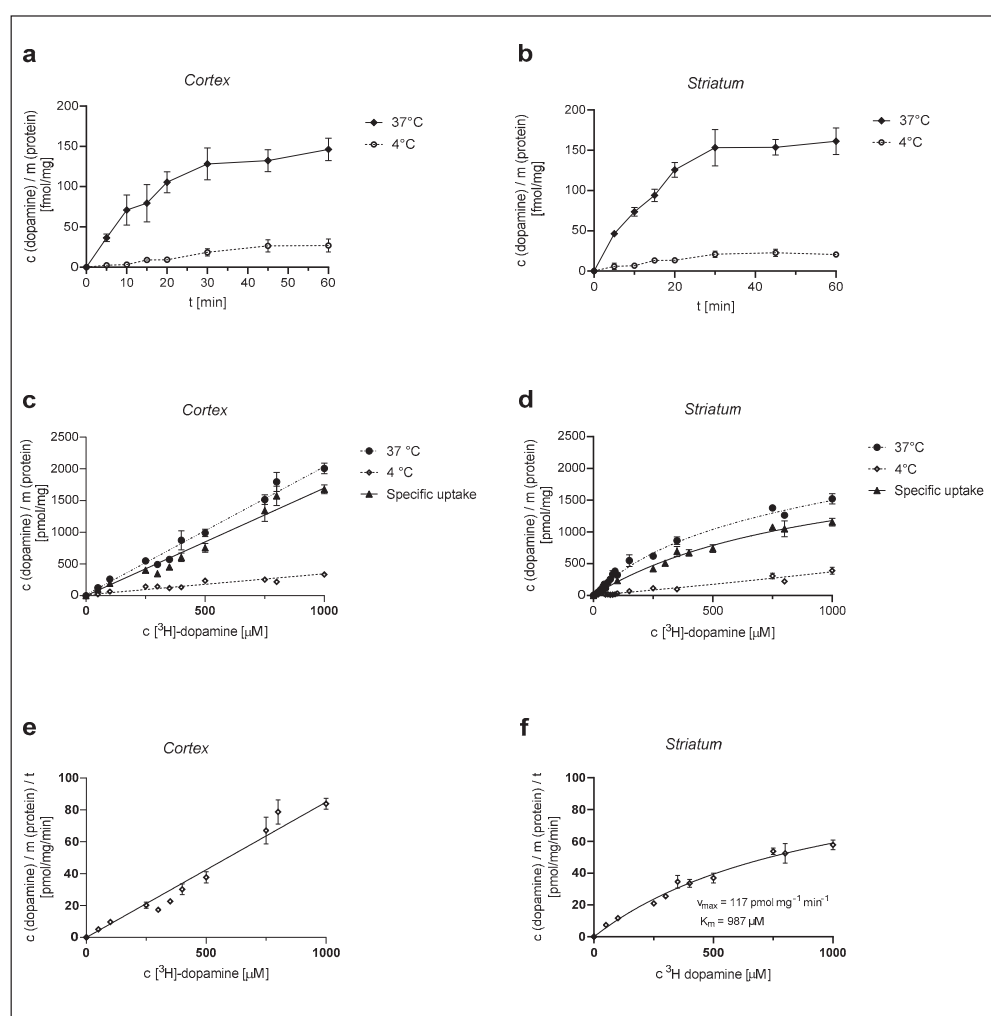 a
Cortex
c (dopamine) / m (protein)
[fmol/mg]
200
150
100
50
0
0 10 20 30 40 50 60
t [min]
37°C
4°C
b
Striatum
c (dopamine) / m (protein)
[fmol/mg]
200
150
100
50
0
0 20 40 60
t [min]
37°C
4°C
c
Cortex
c (dopamine) / m (protein)
[pmol/mg]
2500
2000
1500
1000
500
0
0 500 1000
c [³H]-dopamine [µM]
37 °C
4 °C
Specific uptake
d
Striatum
c (dopamine) / m (protein)
[pmol/mg]
2500
2000
1500
1000
500
0
0 500 1000
c [³H]-dopamine [µM]
37°C
4°C
Specific uptake
e
Cortex
c (dopamine) / m (protein) / t
[pmol/mg/min]
100
80
60
40
20
0
0 500 1000
c [³H]-dopamine [µM]
f
Striatum
c (dopamine) / m (protein) / t
[pmol/mg/min]
100
80
60
40
20
0
0 500 1000
v_max = 117 pmol mg⁻¹ min⁻¹
K_m = 987 µM
c ³H dopamine [µM]